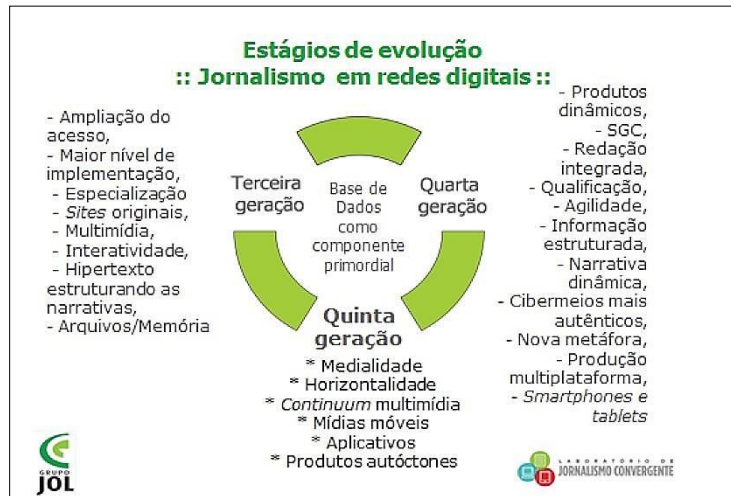 Estágios de evolução
:: Jornalismo em redes digitais ::
- Ampliação do
acesso,
- Maior nível de
implementação,
- Especialização
- Sites originais,
- Multimídia,
- Interatividade,
- Hipertexto
estruturando as
narrativas,
- Arquivos/Memória
Terceira
geração
Base de
Dados
como
componente
primordial
Quarta
geração
- Produtos
dinâmicos,
- SGC,
- Redação
integrada,
- Qualificação,
- Agilidade,
- Informação
estruturada,
- Narrativa
dinâmica,
- Cibermeios mais
autênticos,
- Nova metáfora,
- Produção
multiplataforma,
- Smartphones e
tablets
Quinta
geração
* Medialidade
* Horizontalidade
* Continuum multimídia
* Mídias móveis
* Aplicativos
* Produtos autóctones
GRUPO
JOL
LABORATÓRIO DE
JORNALISMO CONVERGENTE